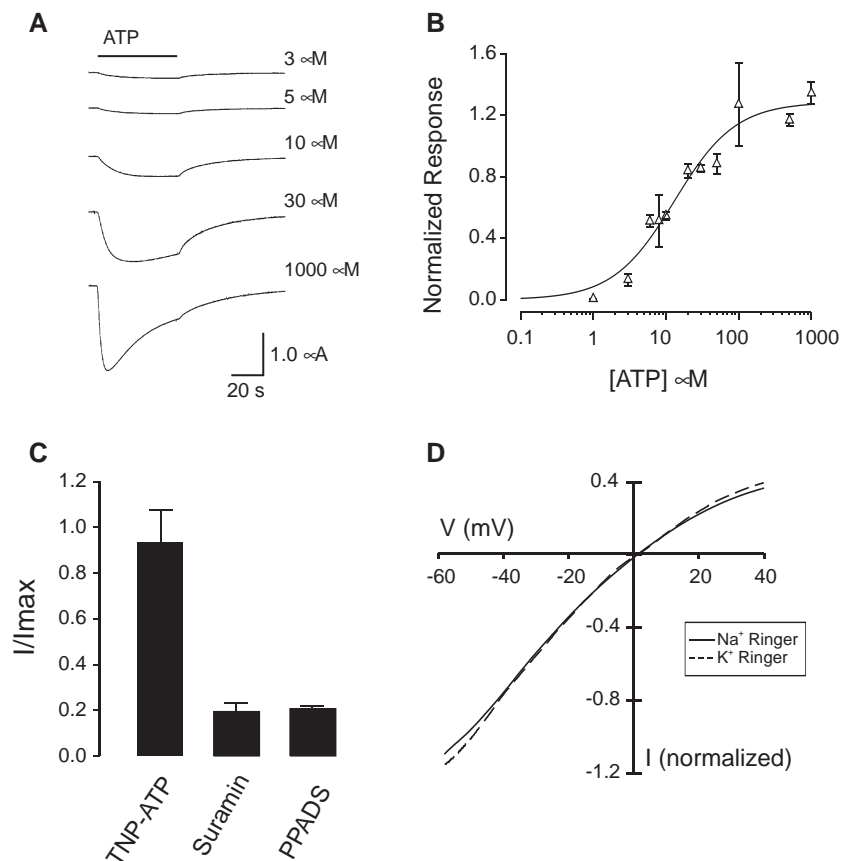 A
ATP
3 ∝M
5 ∝M
10 ∝M
30 ∝M
1000 ∝M
1.0 ∝A
20 s
B
Normalized Response
1.6
1.2
0.8
0.4
0.0
0.1
1
10
100
1000
[ATP] ∝M
C
I/Imax
1.2
1.0
0.8
0.6
0.4
0.2
0.0
TNP-ATP
Suramin
PPADS
D
0.4
V (mV)
-60
-40
-20
20
40
-0.4
-0.8
-1.2
Na⁺ Ringer
K⁺ Ringer
I (normalized)